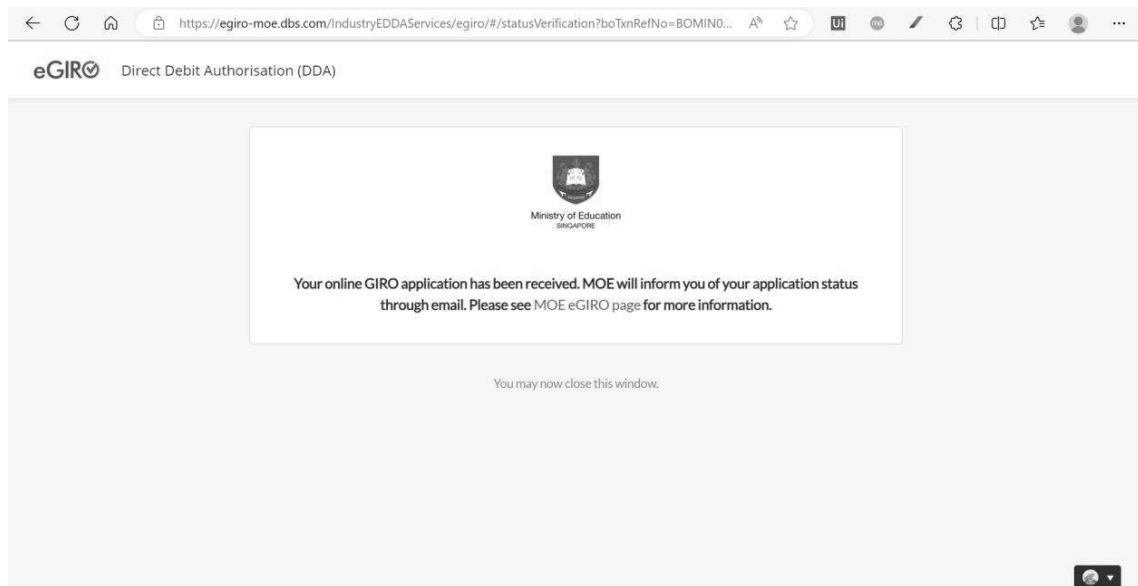 https://egiro-moe.dbs.com/IndustryEDDAServices/egiro/#/statusVerification?boTxnRefNo=BOMIN0...
eGIRO Direct Debit Authorisation (DDA)
Ministry of Education
SINGAPORE
Your online GIRO application has been received. MOE will inform you of your application status
through email. Please see MOE eGIRO page for more information.
You may now close this window.